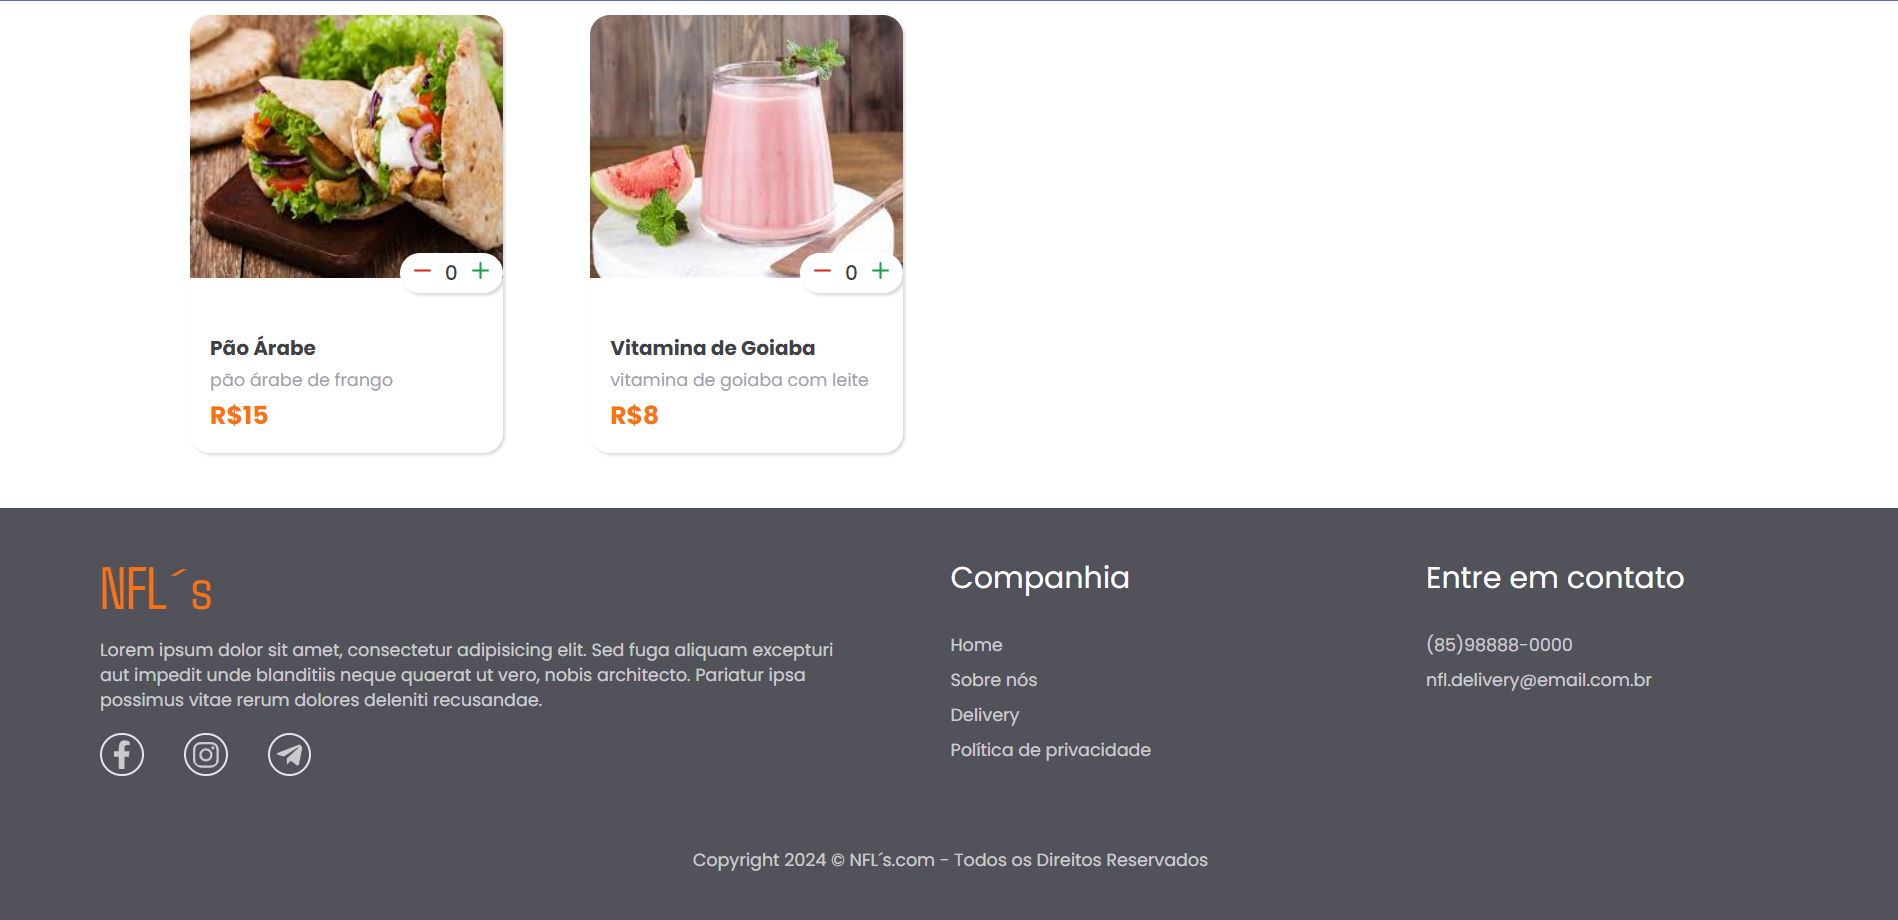 − 0 +
− 0 +
Pão Árabe
pão árabe de frango
R$15
Vitamina de Goiaba
vitamina de goiaba com leite
R$8
NFL´s
Lorem ipsum dolor sit amet, consectetur adipisicing elit. Sed fuga aliquam excepturi
aut impedit unde blanditiis neque quaerat ut vero, nobis architecto. Pariatur ipsa
possimus vitae rerum dolores deleniti recusandae.
Companhia
Home
Sobre nós
Delivery
Política de privacidade
Entre em contato
(85)98888-0000
nfl.delivery@email.com.br
Copyright 2024 © NFL´s.com - Todos os Direitos Reservados